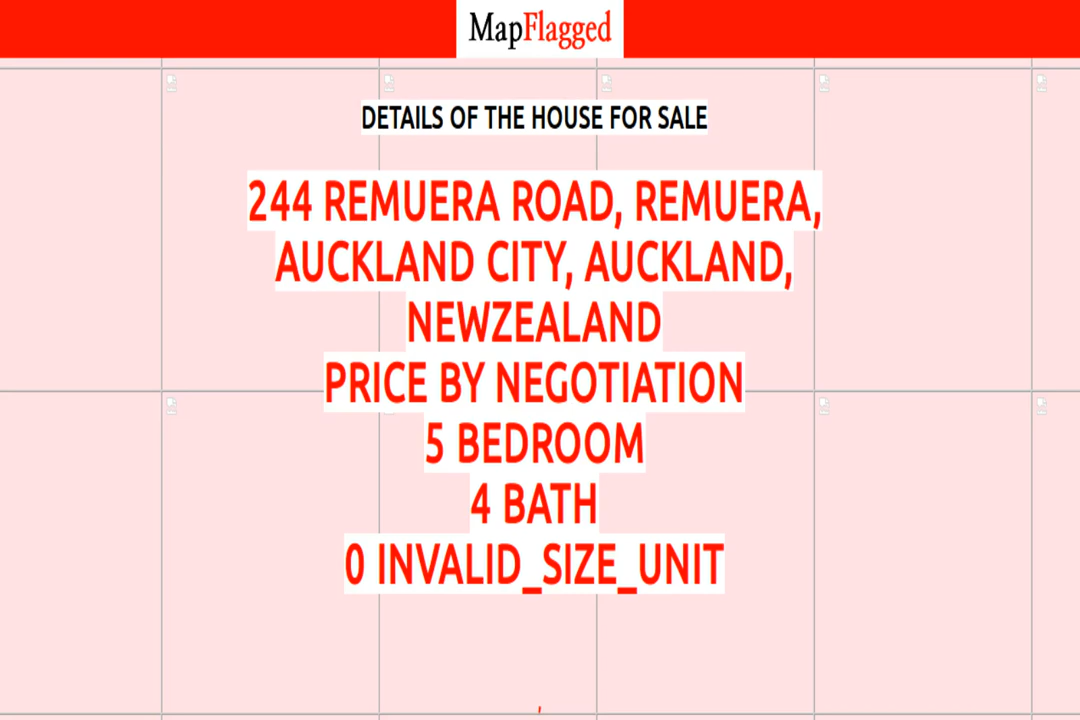 MapFlagged
DETAILS OF THE HOUSE FOR SALE
244 REMUERA ROAD, REMUERA,
AUCKLAND CITY, AUCKLAND,
NEWZEALAND
PRICE BY NEGOTIATION
5 BEDROOM
4 BATH
0 INVALID_SIZE_UNIT
,